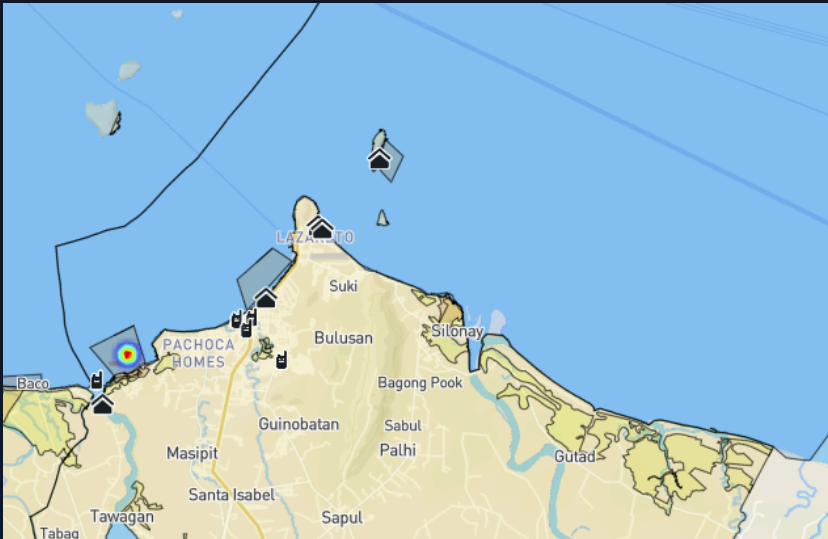 LAZARETO
Suki
Silonay
Bulusan
PACHOCA
HOMES
Baco
Bagong Pook
Guinobatan
Sabul
Palhi
Masipit
Gutad
Santa Isabel
Tawagan
Sapul
Tabag